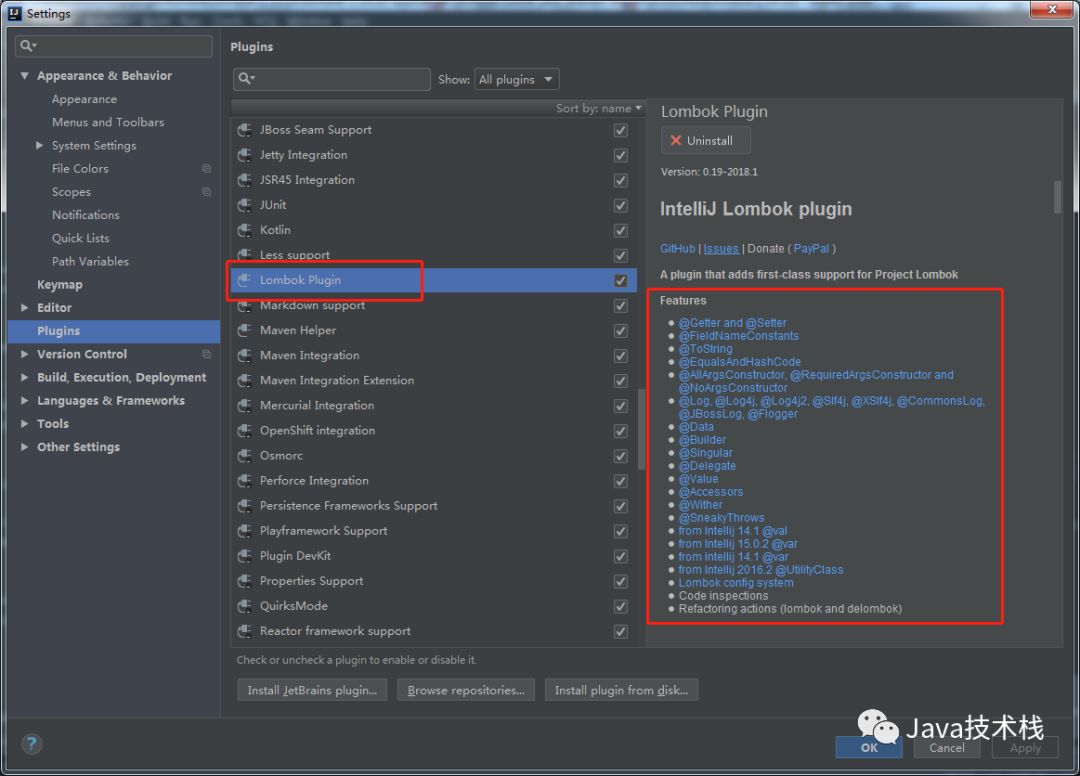 Settings
Appearance & Behavior
Appearance
Menus and Toolbars
System Settings
File Colors
Scopes
Notifications
Quick Lists
Path Variables
Keymap
Editor
Plugins
Version Control
Build, Execution, Deployment
Languages & Frameworks
Tools
Other Settings
Plugins
Show: All plugins
Sort by: name
JBoss Seam Support
Jetty Integration
JSR45 Integration
JUnit
Kotlin
Less support
Lombok Plugin
Markdown support
Maven Helper
Maven Integration
Maven Integration Extension
Mercurial Integration
OpenShift integration
Osmorc
Perforce Integration
Persistence Frameworks Support
Playframework Support
Plugin DevKit
Properties Support
QuirksMode
Reactor framework support
Check or uncheck a plugin to enable or disable it.
Install JetBrains plugin...
Browse repositories...
Install plugin from disk...
Lombok Plugin
Uninstall
Version: 0.19-2018.1
IntelliJ Lombok plugin
GitHub | Issues | Donate ( PayPal )
A plugin that adds first-class support for Project Lombok
Features
@Getter and @Setter
@FieldNameConstants
@ToString
@EqualsAndHashCode
@AllArgsConstructor, @RequiredArgsConstructor and
@NoArgsConstructor
@Log, @Log4j, @Log4j2, @Slf4j, @XSlf4j, @CommonsLog,
@JBossLog, @Flogger
@Data
@Builder
@Singular
@Delegate
@Value
@Accessors
@Wither
@SneakyThrows
from Intellij 14.1 @val
from Intellij 15.0.2 @var
from Intellij 14.1 @var
from Intellij 2016.2 @UtilityClass
Lombok config system
Code inspections
Refactoring actions (lombok and delombok)
Java技术栈
OK
Cancel
Apply